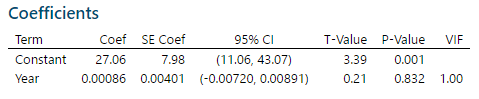 Coefficients
Term Coef SE Coef 95% CI T-Value P-Value VIF
Constant 27.06 7.98 (11.06, 43.07) 3.39 0.001
Year 0.00086 0.00401 (-0.00720, 0.00891) 0.21 0.832 1.00